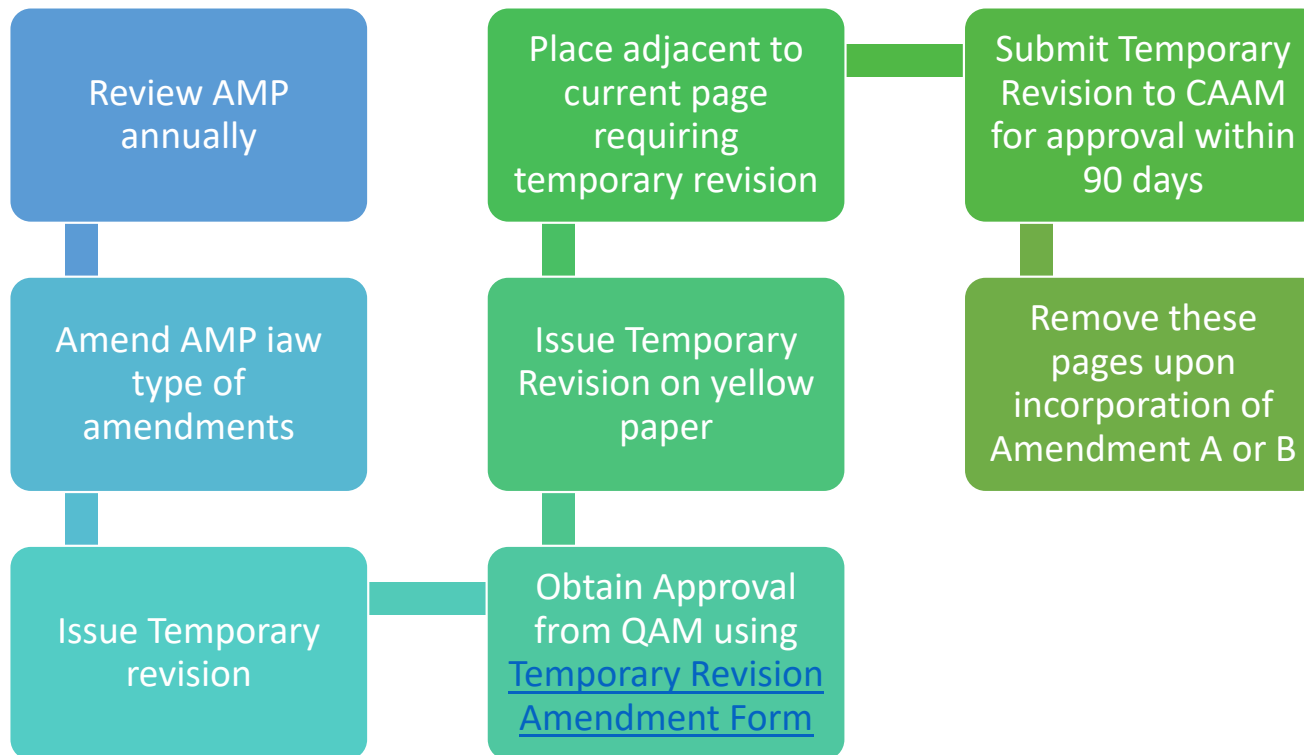 Review AMP
annually
Amend AMP iaw
type of
amendments
Issue Temporary
revision
Obtain Approval
from QAM using
Temporary Revision
Amendment Form
Issue Temporary
Revision on yellow
paper
Place adjacent to
current page
requiring
temporary revision
Submit Temporary
Revision to CAAM
for approval within
90 days
Remove these
pages upon
incorporation of
Amendment A or B